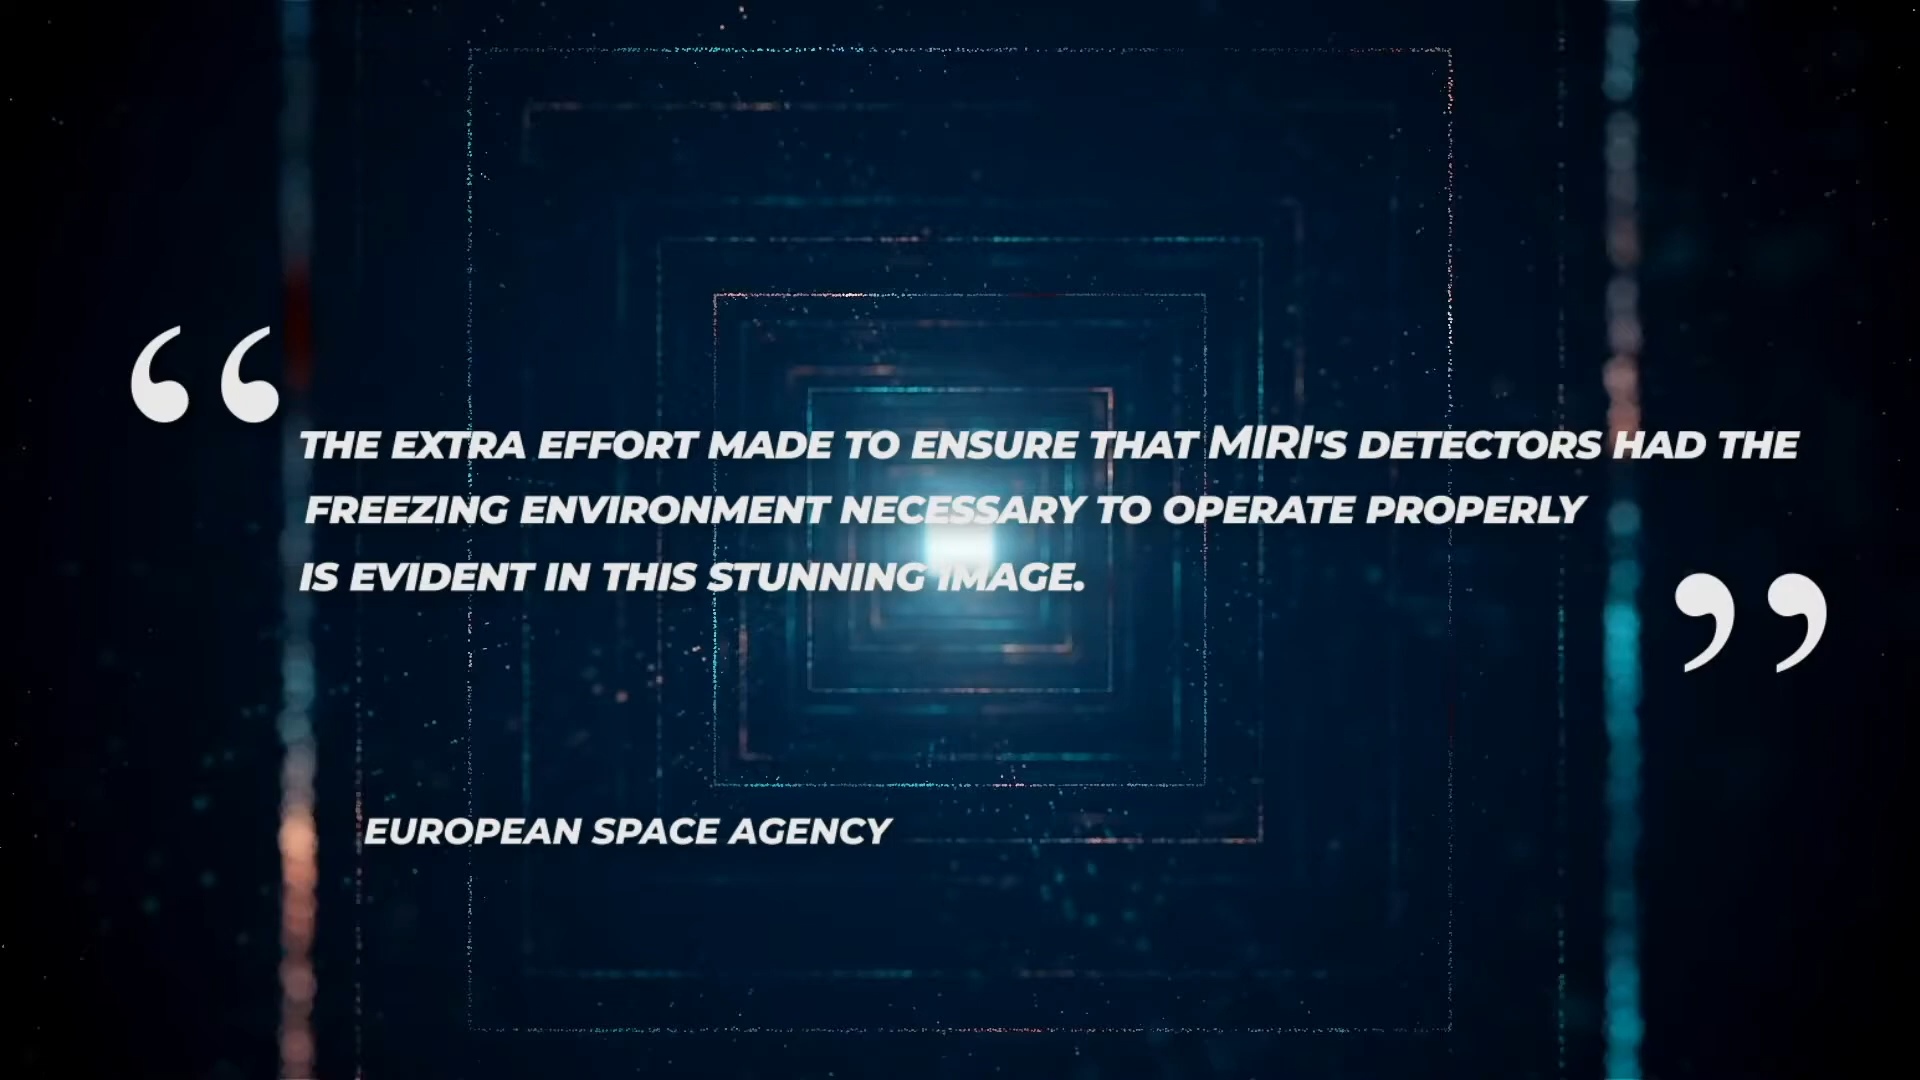 “
THE EXTRA EFFORT MADE TO ENSURE THAT MIRI'S DETECTORS HAD THE
FREEZING ENVIRONMENT NECESSARY TO OPERATE PROPERLY
IS EVIDENT IN THIS STUNNING IMAGE.
”
EUROPEAN SPACE AGENCY